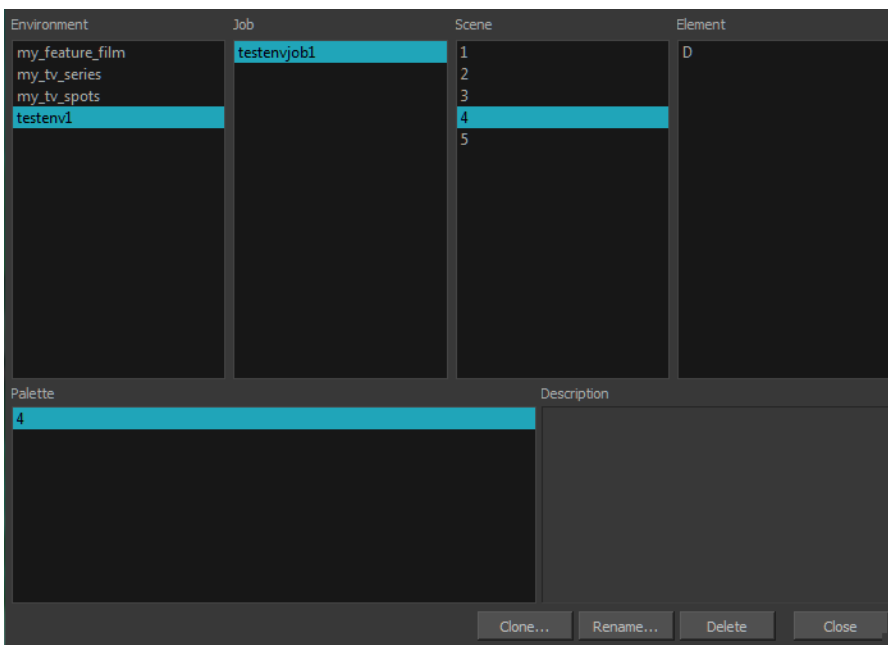 Environment Job Scene Element
my_feature_film testenvjob1 1 D
my_tv_series 2
my_tv_spots 3
testenv1 4
5
Palette Description
4
Clone... Rename... Delete Close